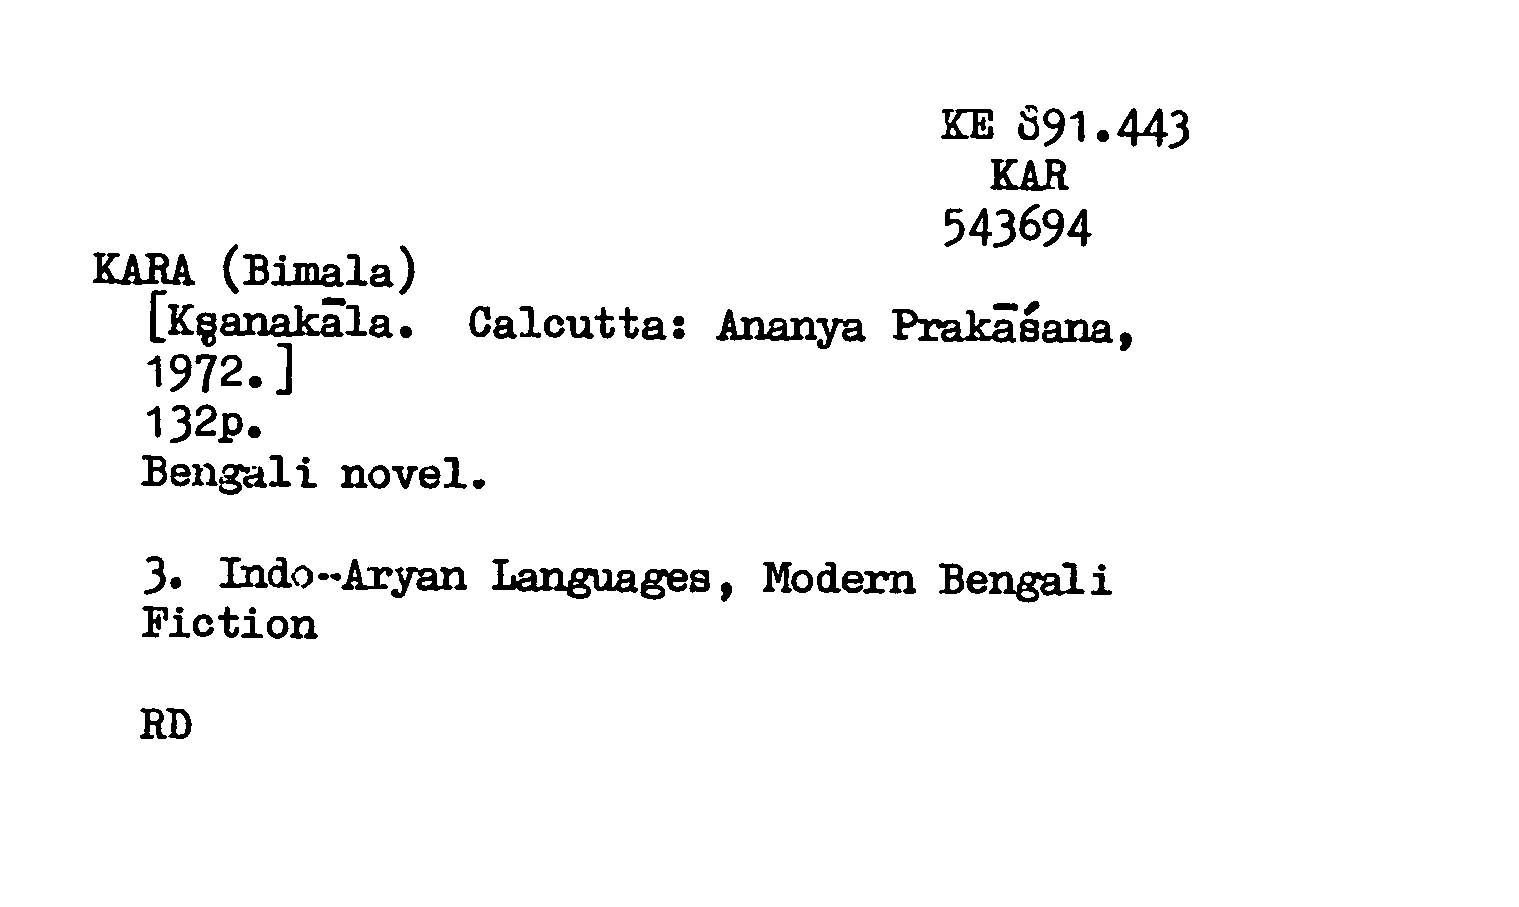 KE 891.443
KAR
543694
KARA (Bimala)
[Kṣanakāla. Calcutta: Ananya Prakāśana,
1972.]
132p.
Bengali novel.
3. Indo-Aryan Languages, Modern Bengali
Fiction
RD